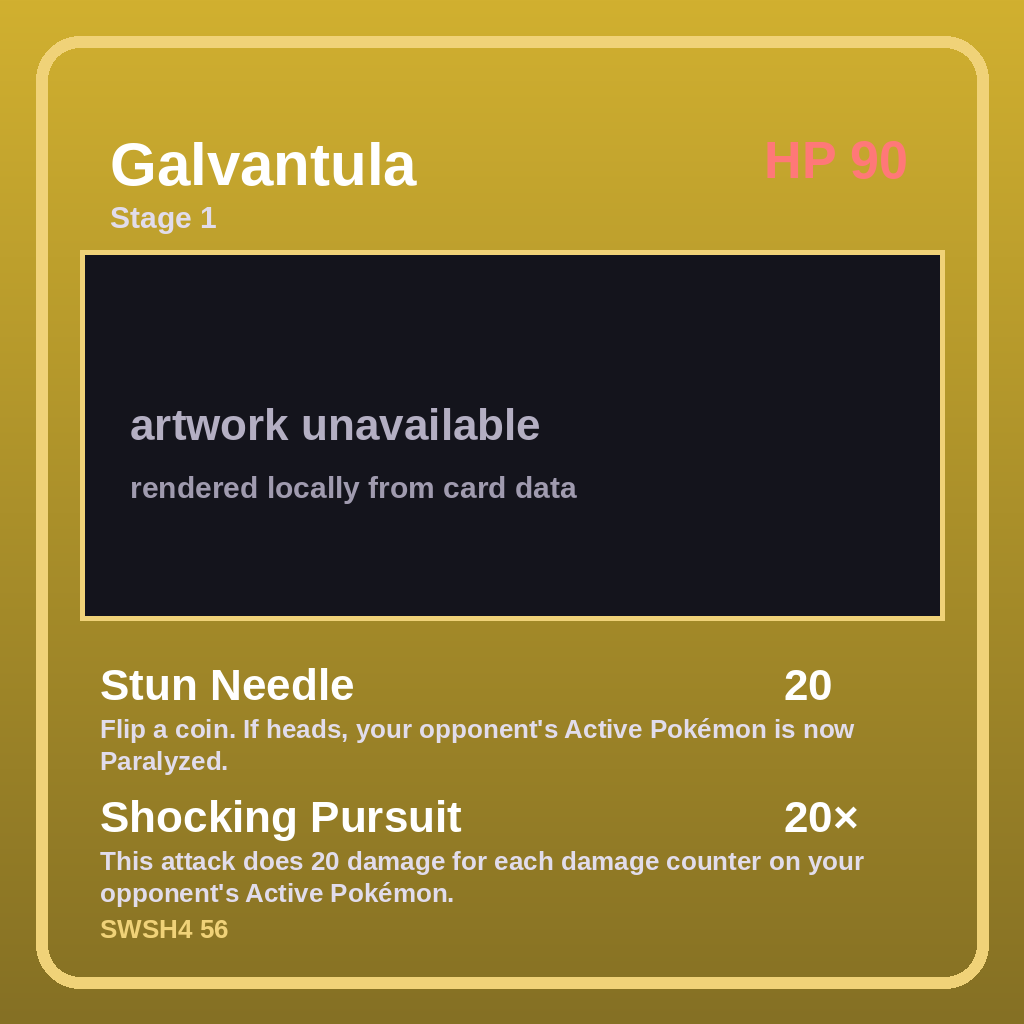 Galvantula
HP 90
Stage 1
artwork unavailable
rendered locally from card data
Stun Needle 20
Flip a coin. If heads, your opponent's Active Pokémon is now
Paralyzed.
Shocking Pursuit 20×
This attack does 20 damage for each damage counter on your
opponent's Active Pokémon.
SWSH4 56